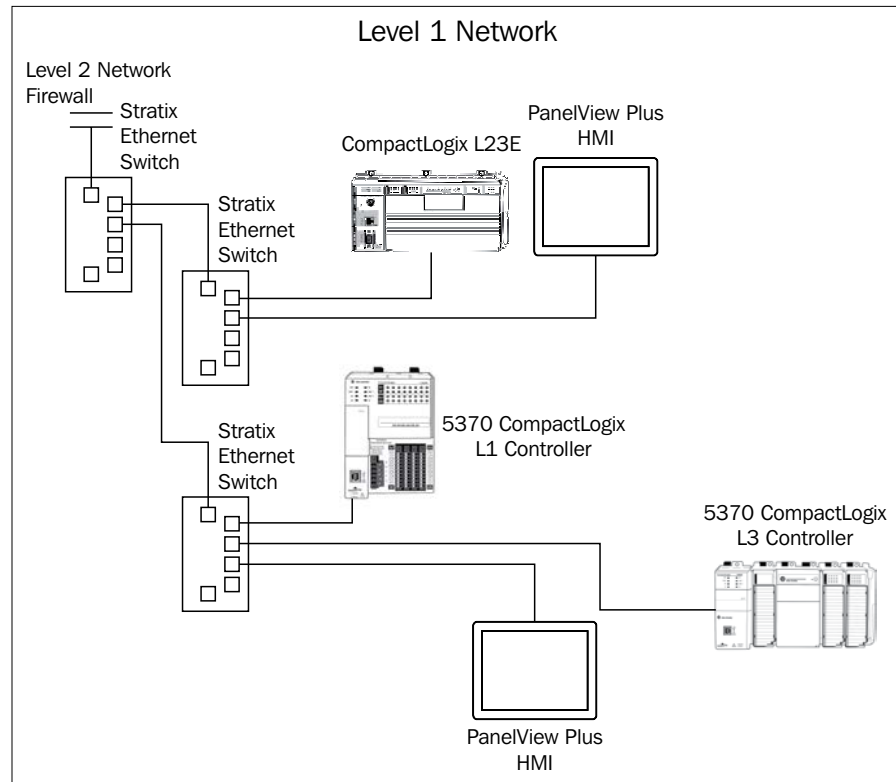 Level 1 Network
Level 2 Network
Firewall
Stratix
Ethernet
Switch
CompactLogix L23E
PanelView Plus
HMI
Stratix
Ethernet
Switch
5370 CompactLogix
L1 Controller
Stratix
Ethernet
Switch
5370 CompactLogix
L3 Controller
PanelView Plus
HMI